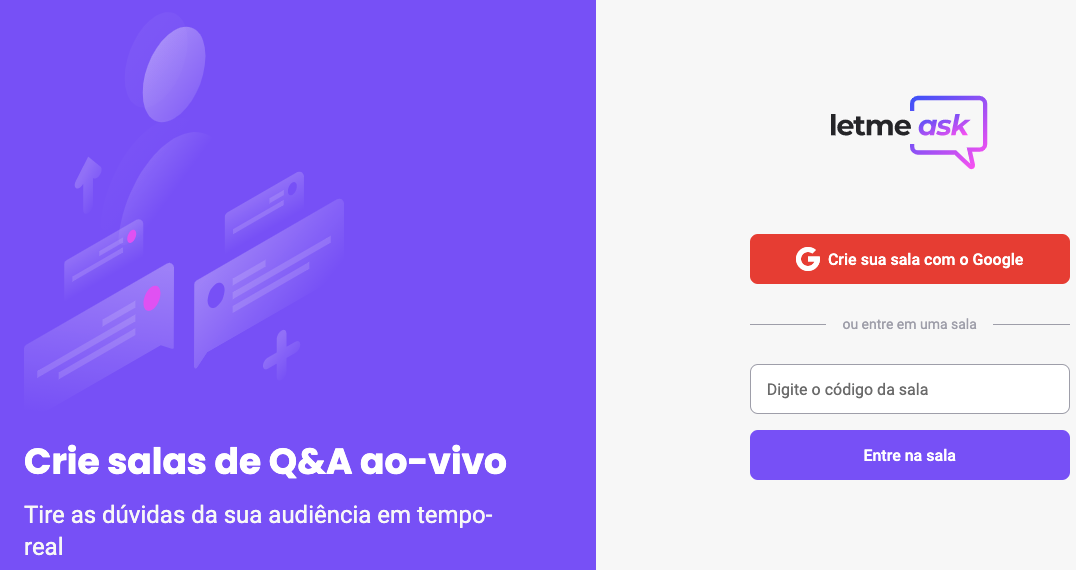 Crie salas de Q&A ao-vivo
Tire as dúvidas da sua audiência em tempo-
real
letme ask
Crie sua sala com o Google
ou entre em uma sala
Digite o código da sala
Entre na sala